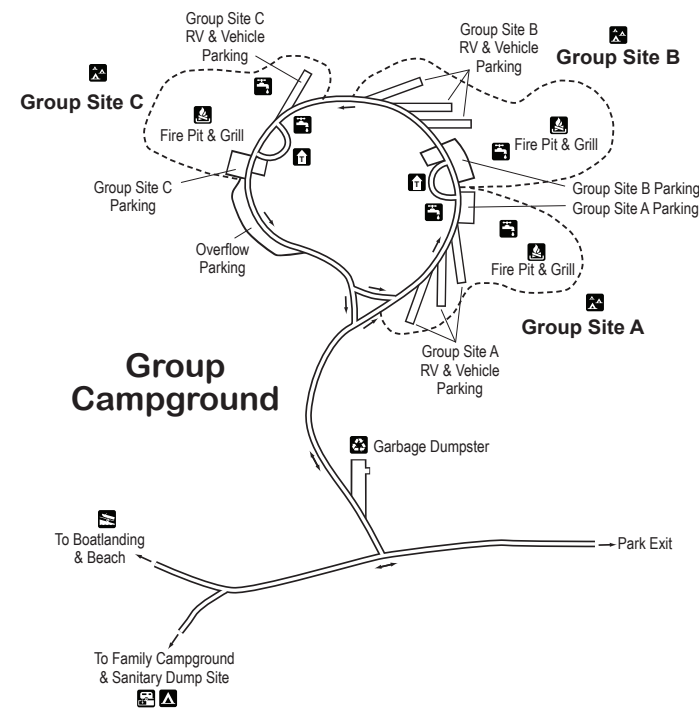 Group Site C
RV & Vehicle
Parking
Group Site B
RV & Vehicle
Parking
Group Site B
Group Site C
Fire Pit & Grill
Fire Pit & Grill
Group Site C
Parking
Group Site B Parking
Group Site A Parking
Overflow
Parking
Fire Pit & Grill
Group Site A
Group Site A
RV & Vehicle
Parking
Group
Campground
Garbage Dumpster
To Boatlanding
& Beach
Park Exit
To Family Campground
& Sanitary Dump Site
T
T